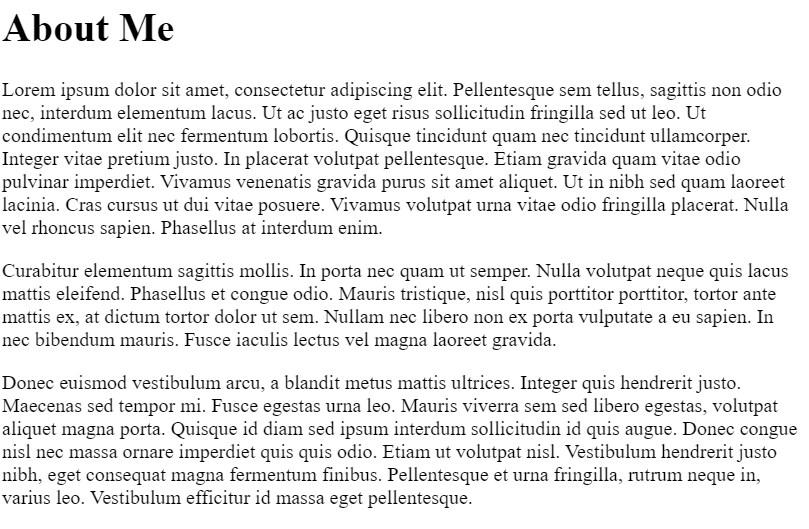 About Me
Lorem ipsum dolor sit amet, consectetur adipiscing elit. Pellentesque sem tellus, sagittis non odio
nec, interdum elementum lacus. Ut ac justo eget risus sollicitudin fringilla sed ut leo. Ut
condimentum elit nec fermentum lobortis. Quisque tincidunt quam nec tincidunt ullamcorper.
Integer vitae pretium justo. In placerat volutpat pellentesque. Etiam gravida quam vitae odio
pulvinar imperdiet. Vivamus venenatis gravida purus sit amet aliquet. Ut in nibh sed quam laoreet
lacinia. Cras cursus ut dui vitae posuere. Vivamus volutpat urna vitae odio fringilla placerat. Nulla
vel rhoncus sapien. Phasellus at interdum enim.
Curabitur elementum sagittis mollis. In porta nec quam ut semper. Nulla volutpat neque quis lacus
mattis eleifend. Phasellus et congue odio. Mauris tristique, nisl quis porttitor porttitor, tortor ante
mattis ex, at dictum tortor dolor ut sem. Nullam nec libero non ex porta vulputate a eu sapien. In
nec bibendum mauris. Fusce iaculis lectus vel magna laoreet gravida.
Donec euismod vestibulum arcu, a blandit metus mattis ultrices. Integer quis hendrerit justo.
Maecenas sed tempor mi. Fusce egestas urna leo. Mauris viverra sem sed libero egestas, volutpat
aliquet magna porta. Quisque id diam sed ipsum interdum sollicitudin id quis augue. Donec congue
nisl nec massa ornare imperdiet quis quis odio. Etiam ut volutpat nisl. Vestibulum hendrerit justo
nibh, eget consequat magna fermentum finibus. Pellentesque et urna fringilla, rutrum neque in,
varius leo. Vestibulum efficitur id massa eget pellentesque.